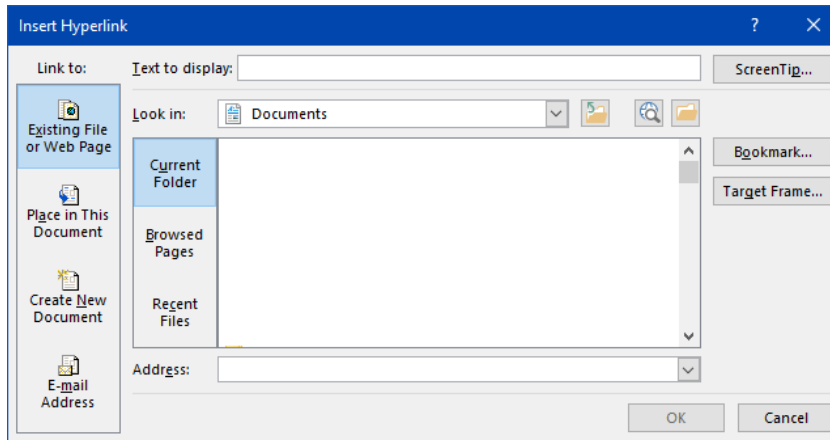 Insert Hyperlink
?
Link to:
Text to display:
ScreenTip...
Existing File
or Web Page
Look in:
Documents
Current
Folder
Bookmark...
Target Frame...
Place in This
Document
Browsed
Pages
Create New
Document
Recent
Files
E-mail
Address
Address:
OK
Cancel